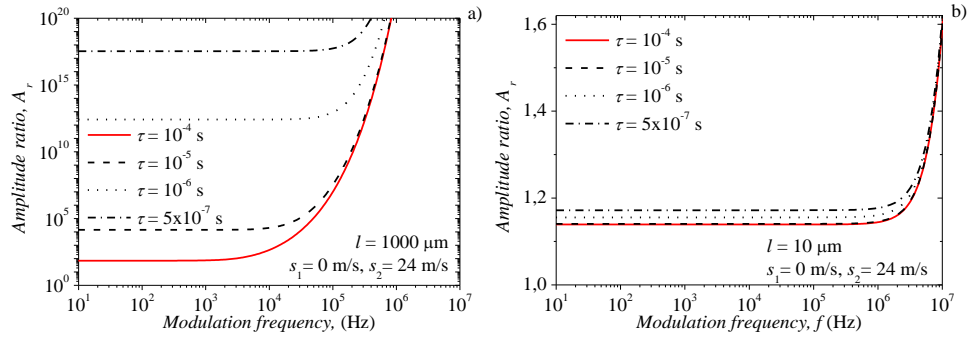 a)
Amplitude ratio, A_r
10^20
10^15
10^10
10^5
10^0
τ = 10^-4 s
τ = 10^-5 s
τ = 10^-6 s
τ = 5x10^-7 s
l = 1000 μm
s_1= 0 m/s, s_2= 24 m/s
10^1 10^2 10^3 10^4 10^5 10^6 10^7
Modulation frequency, (Hz)
b)
Amplitude ratio, A_r
1,6
1,4
1,2
1,0
τ = 10^-4 s
τ = 10^-5 s
τ = 10^-6 s
τ = 5x10^-7 s
l = 10 μm
s_1= 0 m/s, s_2= 24 m/s
10^1 10^2 10^3 10^4 10^5 10^6 10^7
Modulation frequency, f (Hz)